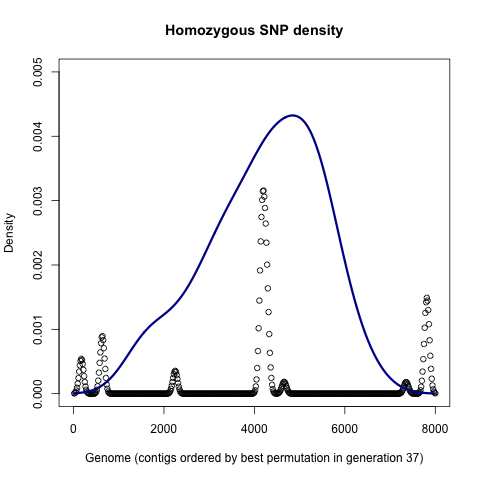 Homozygous SNP density
Density
0.005
0.004
0.003
0.002
0.001
0.000
0 2000 4000 6000 8000
Genome (contigs ordered by best permutation in generation 37)